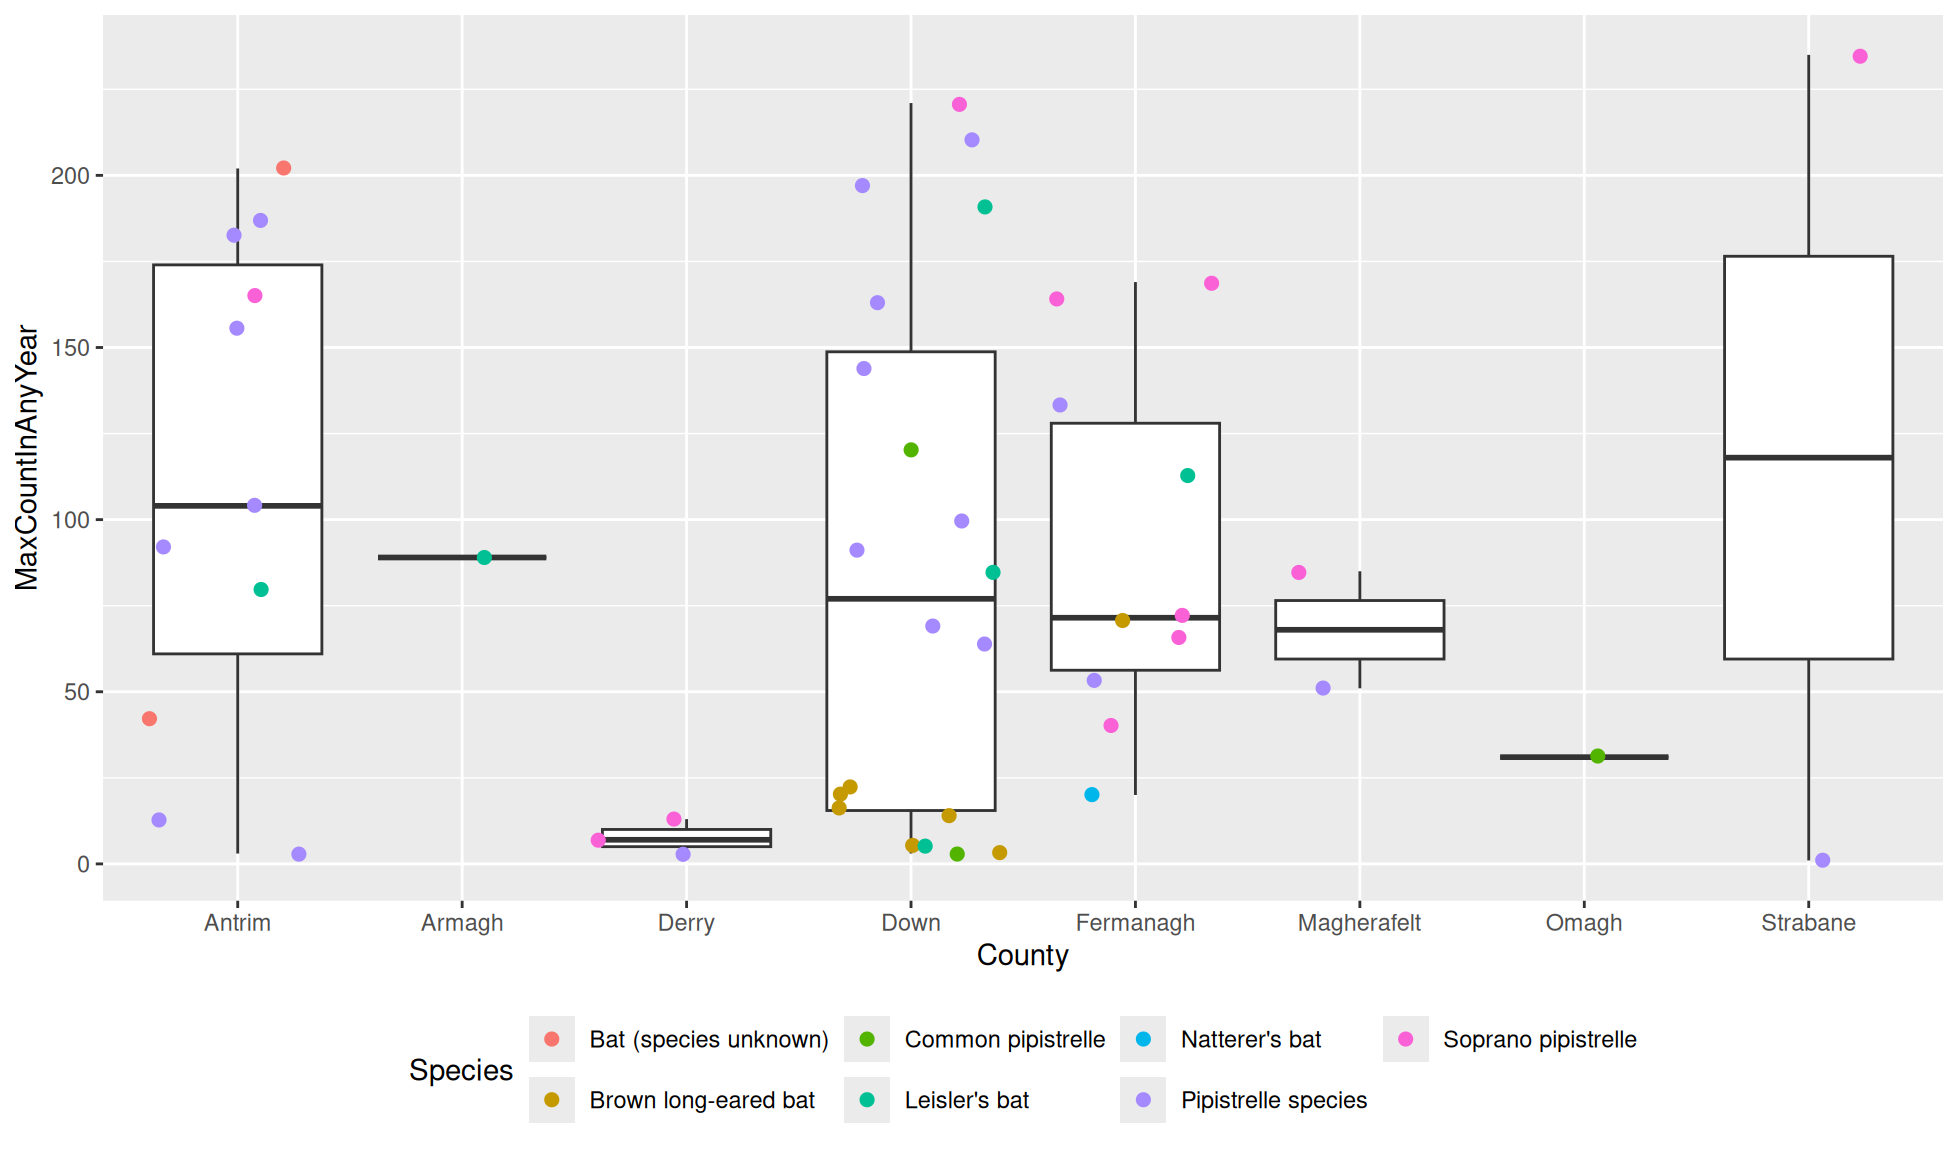 MaxCountInAnyYear
200
150
100
50
0
Antrim Armagh Derry Down Fermanagh Magherafelt Omagh Strabane
County
Species
Bat (species unknown) Common pipistrelle Natterer's bat Soprano pipistrelle
Brown long-eared bat Leisler's bat Pipistrelle species